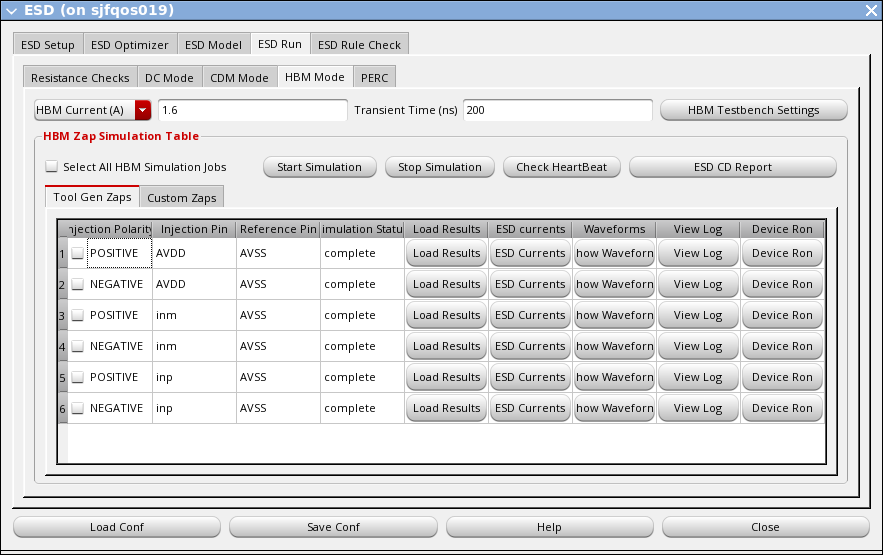 ESD (on sjfqos019)
ESD Setup ESD Optimizer ESD Model ESD Run ESD Rule Check
Resistance Checks DC Mode CDM Mode HBM Mode PERC
HBM Current (A) 1.6 Transient Time (ns) 200 HBM Testbench Settings
HBM Zap Simulation Table
Select All HBM Simulation Jobs Start Simulation Stop Simulation Check HeartBeat ESD CD Report
Tool Gen Zaps Custom Zaps
njection Polarity Injection Pin Reference Pin imulation Statu Load Results ESD currents Waveforms View Log Device Ron
1 POSITIVE AVDD AVSS complete Load Results ESD Currents how Waveforn View Log Device Ron
2 NEGATIVE AVDD AVSS complete Load Results ESD Currents how Waveforn View Log Device Ron
3 POSITIVE inm AVSS complete Load Results ESD Currents how Waveforn View Log Device Ron
4 NEGATIVE inm AVSS complete Load Results ESD Currents how Waveforn View Log Device Ron
5 POSITIVE inp AVSS complete Load Results ESD Currents how Waveforn View Log Device Ron
6 NEGATIVE inp AVSS complete Load Results ESD Currents how Waveforn View Log Device Ron
Load Conf Save Conf Help Close